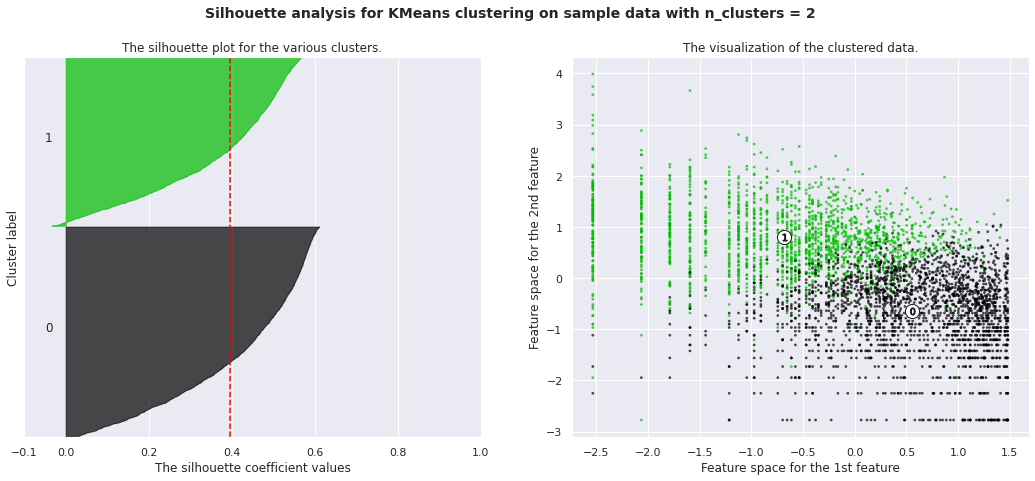 Silhouette analysis for KMeans clustering on sample data with n_clusters = 2
The silhouette plot for the various clusters.
Cluster label
1
0
−0.1 0.0 0.2 0.4 0.6 0.8 1.0
The silhouette coefficient values
The visualization of the clustered data.
Feature space for the 2nd feature
4
3
2
1
0
−1
−2
−3
1
0
−2.5 −2.0 −1.5 −1.0 −0.5 0.0 0.5 1.0 1.5
Feature space for the 1st feature